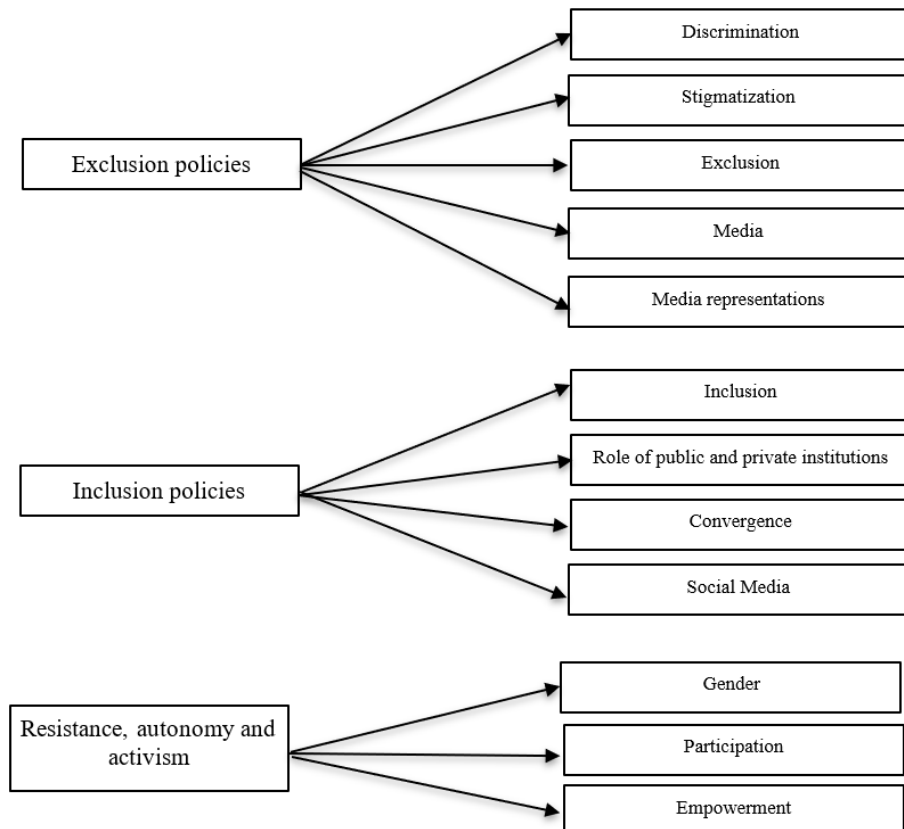 Discrimination
Stigmatization
Exclusion policies
Exclusion
Media
Media representations
Inclusion
Role of public and private institutions
Inclusion policies
Convergence
Social Media
Gender
Resistance, autonomy and
activism
Participation
Empowerment